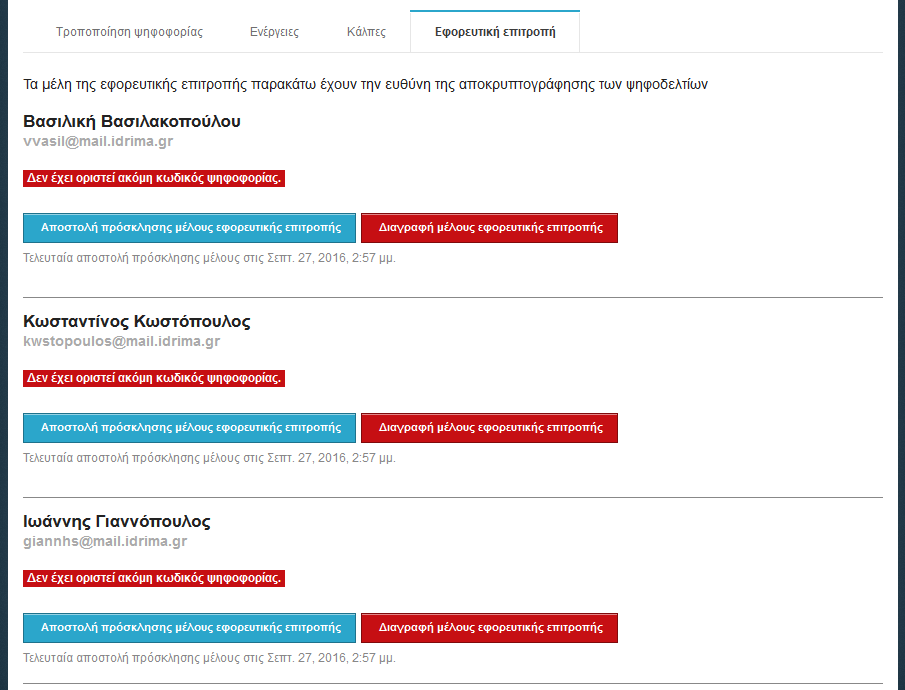 Τροποποίηση ψηφοφορίας Ενέργειες Κάλπες Εφορευτική επιτροπή
Τα μέλη της εφορευτικής επιτροπής παρακάτω έχουν την ευθύνη της αποκρυπτογράφησης των ψηφοδελτίων
Βασιλική Βασιλακοπούλου
vvasil@mail.idrima.gr
Δεν έχει οριστεί ακόμη κωδικός ψηφοφορίας.
Αποστολή πρόσκλησης μέλους εφορευτικής επιτροπής Διαγραφή μέλους εφορευτικής επιτροπής
Τελευταία αποστολή πρόσκλησης μέλους στις Σεπτ. 27, 2016, 2:57 μμ.
Κωσταντίνος Κωστόπουλος
kwstopoulos@mail.idrima.gr
Δεν έχει οριστεί ακόμη κωδικός ψηφοφορίας.
Αποστολή πρόσκλησης μέλους εφορευτικής επιτροπής Διαγραφή μέλους εφορευτικής επιτροπής
Τελευταία αποστολή πρόσκλησης μέλους στις Σεπτ. 27, 2016, 2:57 μμ.
Ιωάννης Γιαννόπουλος
giannhs@mail.idrima.gr
Δεν έχει οριστεί ακόμη κωδικός ψηφοφορίας.
Αποστολή πρόσκλησης μέλους εφορευτικής επιτροπής Διαγραφή μέλους εφορευτικής επιτροπής
Τελευταία αποστολή πρόσκλησης μέλους στις Σεπτ. 27, 2016, 2:57 μμ.